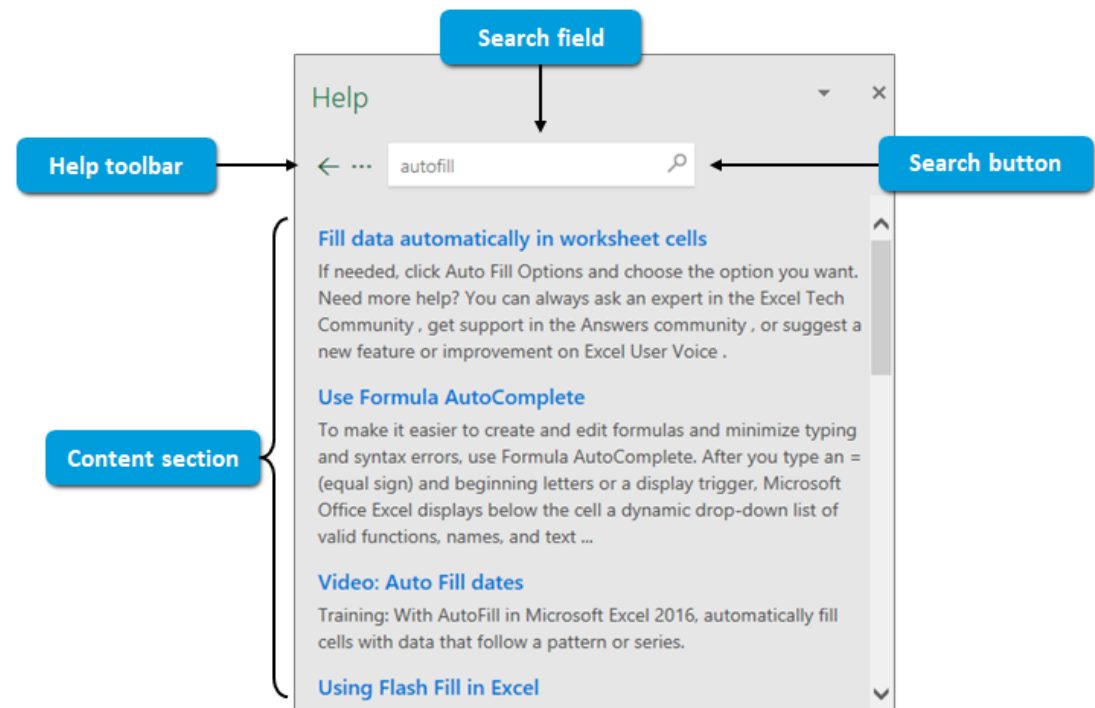 Search field
Help
Help toolbar
autofill
Search button
Fill data automatically in worksheet cells
If needed, click Auto Fill Options and choose the option you want.
Need more help? You can always ask an expert in the Excel Tech
Community , get support in the Answers community , or suggest a
new feature or improvement on Excel User Voice .
Use Formula AutoComplete
To make it easier to create and edit formulas and minimize typing
and syntax errors, use Formula AutoComplete. After you type an =
(equal sign) and beginning letters or a display trigger, Microsoft
Office Excel displays below the cell a dynamic drop-down list of
valid functions, names, and text ...
Content section
Video: Auto Fill dates
Training: With AutoFill in Microsoft Excel 2016, automatically fill
cells with data that follow a pattern or series.
Using Flash Fill in Excel